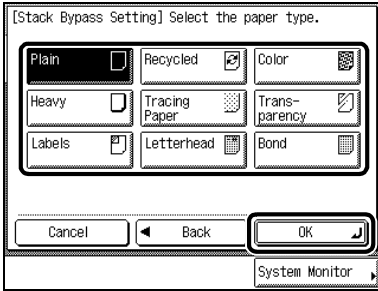 [Stack Bypass Setting] Select the paper type.
Plain
Recycled
Color
Heavy
Tracing
Paper
Trans-
parency
Labels
Letterhead
Bond
Cancel
Back
OK
System Monitor